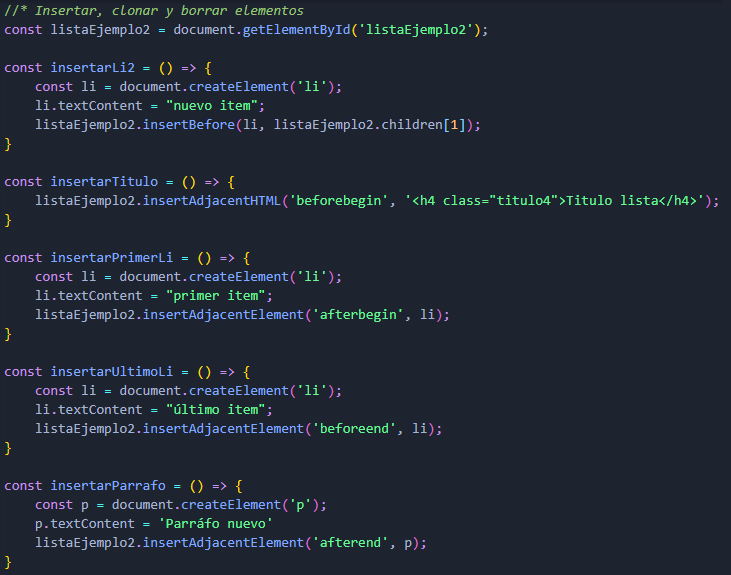 //* Insertar, clonar y borrar elementos
const listaEjemplo2 = document.getElementById('listaEjemplo2');
const insertarLi2 = () => {
    const li = document.createElement('li');
    li.textContent = "nuevo item";
    listaEjemplo2.insertBefore(li, listaEjemplo2.children[1]);
}
const insertarTitulo = () => {
    listaEjemplo2.insertAdjacentHTML('beforebegin', '<h4 class="titulo4">Titulo lista</h4>');
}
const insertarPrimerLi = () => {
    const li = document.createElement('li');
    li.textContent = "primer item";
    listaEjemplo2.insertAdjacentElement('afterbegin', li);
}
const insertarUltimoLi = () => {
    const li = document.createElement('li');
    li.textContent = "último item";
    listaEjemplo2.insertAdjacentElement('beforeend', li);
}
const insertarParrafo = () => {
    const p = document.createElement('p');
    p.textContent = 'Parráfo nuevo'
    listaEjemplo2.insertAdjacentElement('afterend', p);
}